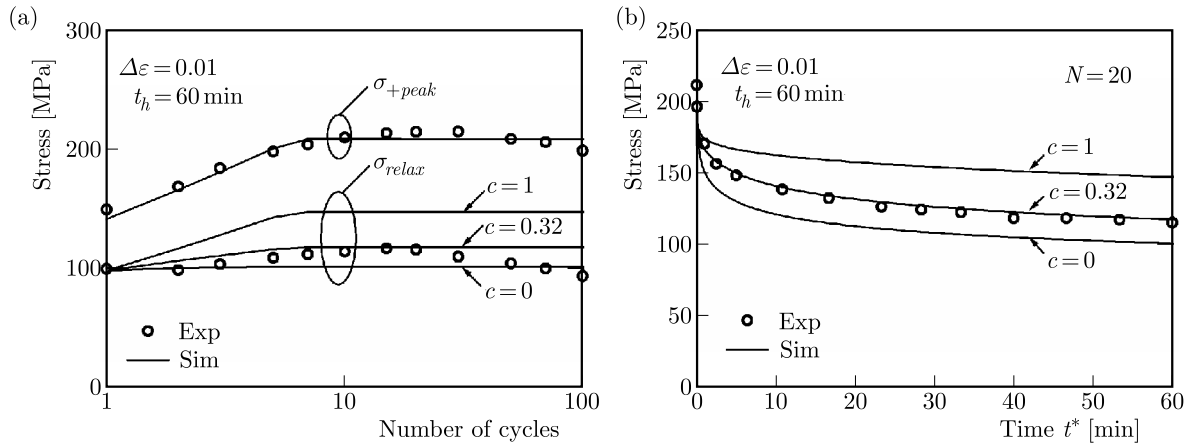 (a)
300
200
100
0
Stress [MPa]
Δε = 0.01
t_h = 60 min
σ_{+peak}
σ_{relax}
c = 1
c = 0.32
c = 0
Exp
Sim
1
10
100
Number of cycles
(b)
250
200
150
100
50
0
Stress [MPa]
Δε = 0.01
t_h = 60 min
N = 20
c = 1
c = 0.32
c = 0
Exp
Sim
0
10
20
30
40
50
60
Time t* [min]